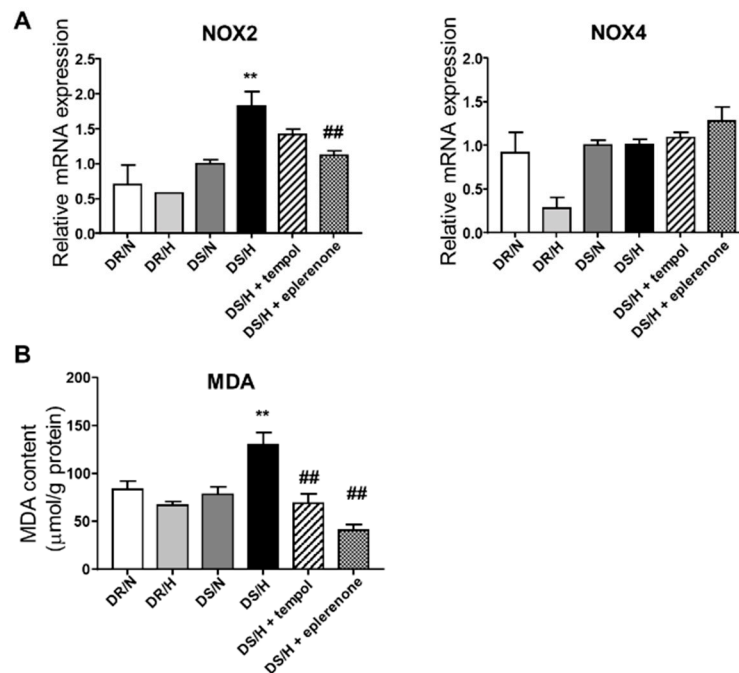 A
NOX2
Relative mRNA expression
2.5
2.0
1.5
1.0
0.5
0.0
**
##
DR/N
DR/H
DS/N
DS/H
DS/H + tempol
DS/H + eplerenone
NOX4
Relative mRNA expression
2.0
1.5
1.0
0.5
0.0
DR/N
DR/H
DS/N
DS/H
DS/H + tempol
DS/H + eplerenone
B
MDA
MDA content
(μmol/g protein)
200
150
100
50
0
**
##
##
DR/N
DR/H
DS/N
DS/H
DS/H + tempol
DS/H + eplerenone